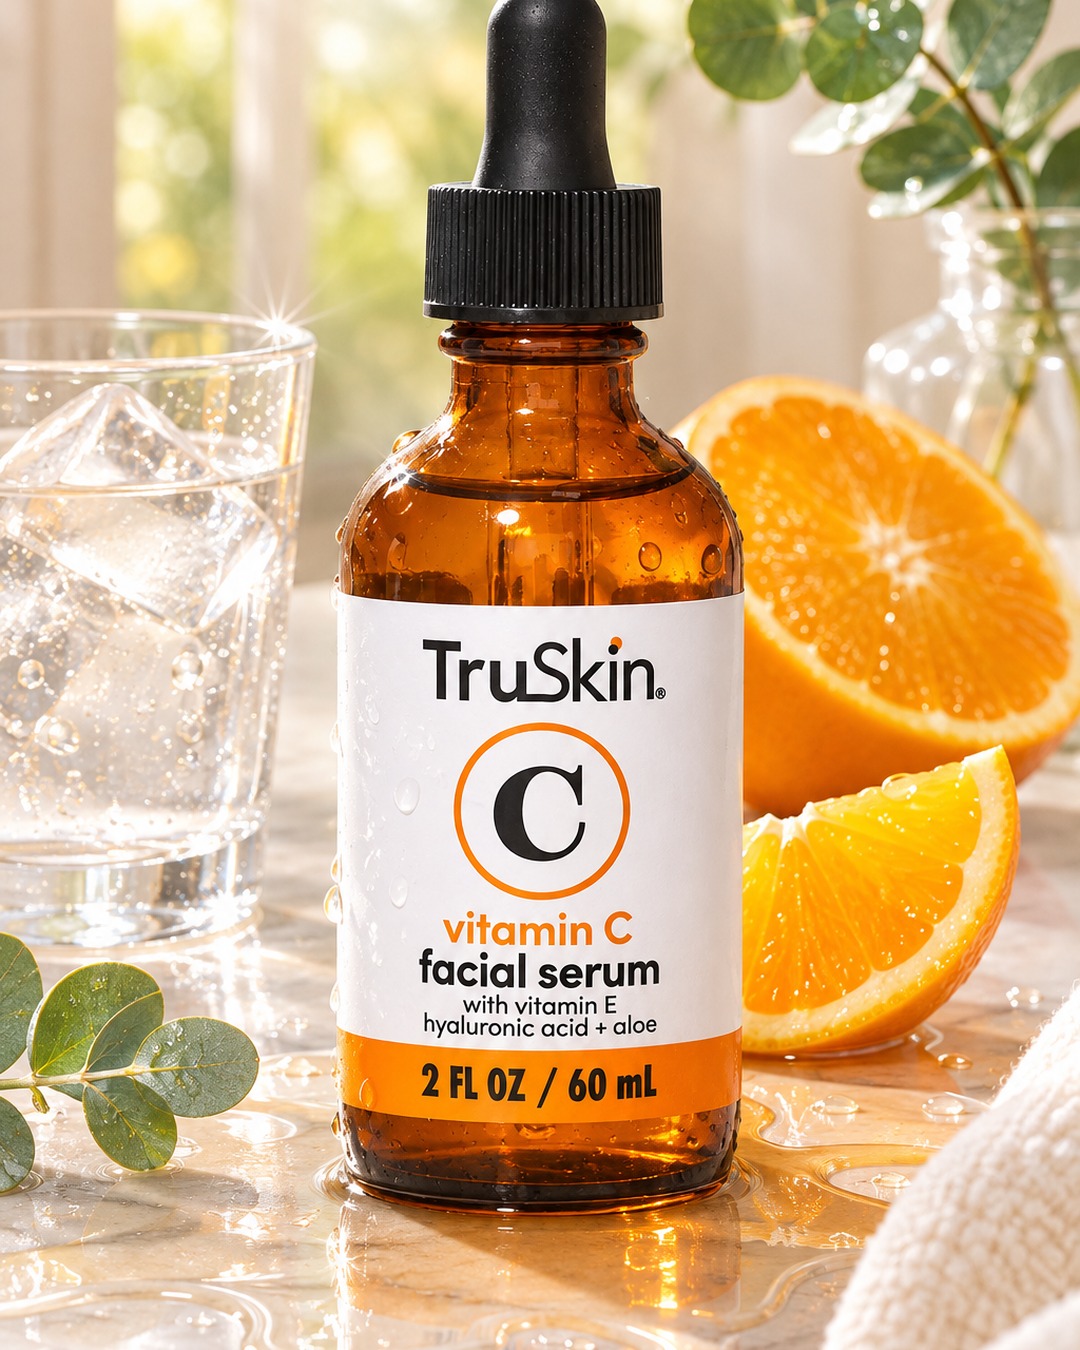 TruSkin®
C
vitamin C
facial serum
with vitamin E
hyaluronic acid + aloe
2 FL OZ / 60 mL